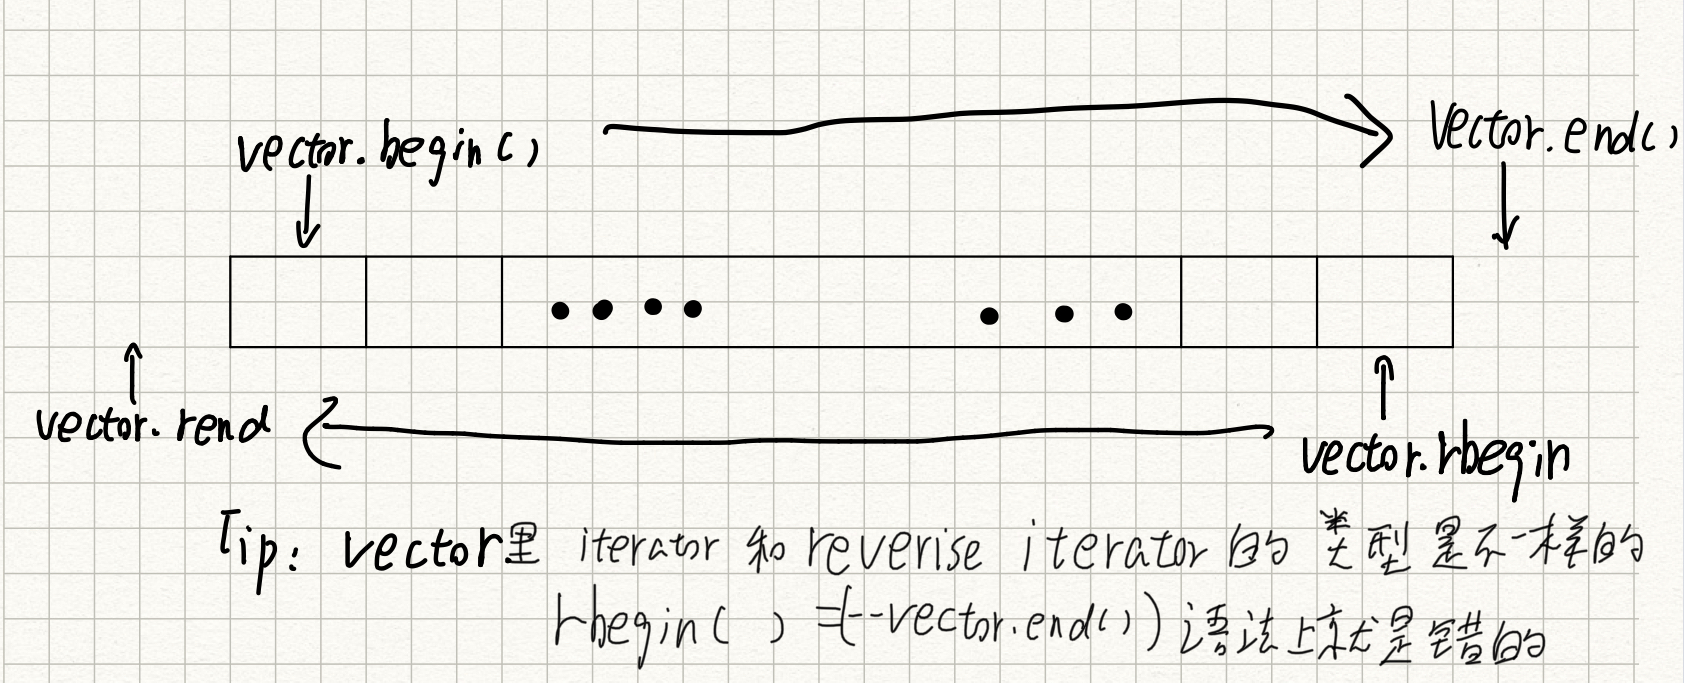 vector.begin()
vector.end()
vector.rend
vector.rbegin
Tip: vector里 iterator 和 reverise iterator 的 类型是不一样的
rbegin( ) =(--vector.end()) 语法上就是错的